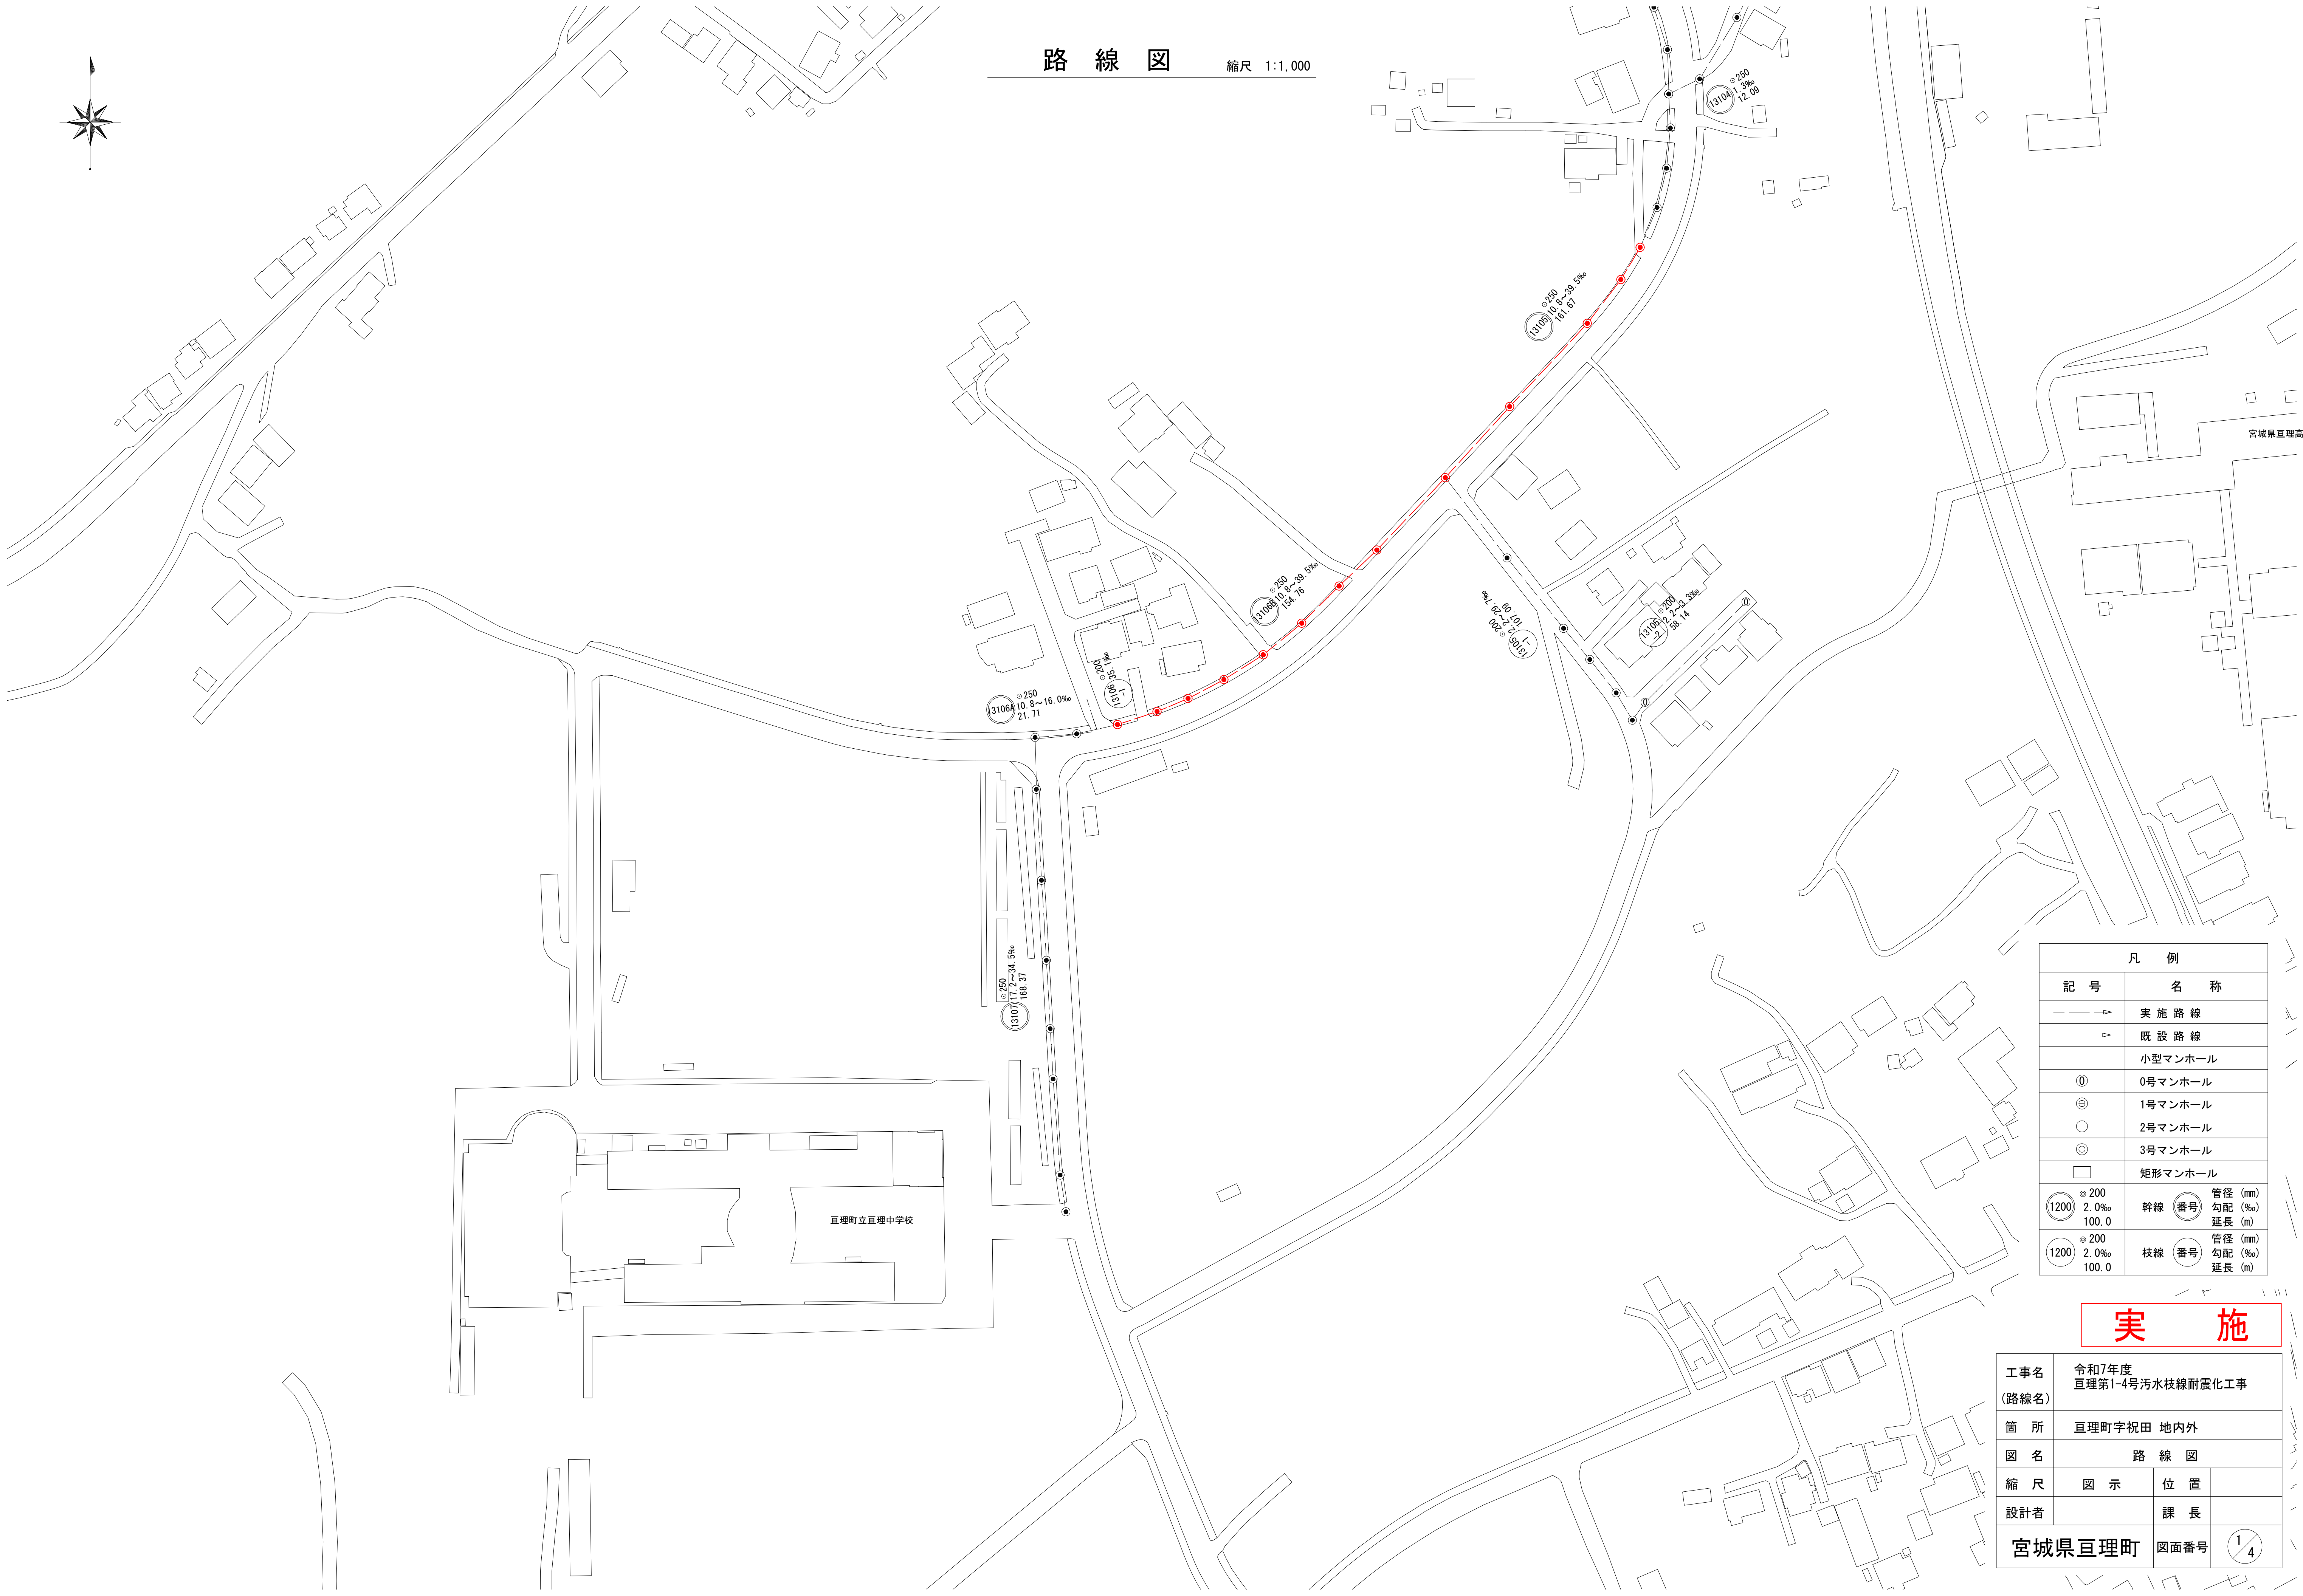 路線図 縮尺 1:1,000
13104
◎250
1.3‰
12.09
13105
◎250
10.8～39.5‰
161.67
宮城県亘理高
13106B
◎250
10.8～39.5‰
154.76
13105-1
◎200
2.2～29.7‰
107.09
13105-2
◎200
2.2～3.3‰
58.14
13106-1
◎200
35.1‰
13106A
◎250
10.8～16.0‰
21.71
13107
◎250
17.2～34.5‰
168.37
亘理町立亘理中学校
凡例
記号 名称
実施路線
既設路線
小型マンホール
0号マンホール
1号マンホール
2号マンホール
3号マンホール
矩形マンホール
1200 ◎200 2.0‰ 100.0 幹線 番号 管径 (mm) 勾配 (‰) 延長 (m)
1200 ◎200 2.0‰ 100.0 枝線 番号 管径 (mm) 勾配 (‰) 延長 (m)
実施
工事名 令和7年度
(路線名) 亘理第1-4号汚水枝線耐震化工事
箇所 亘理町字祝田 地内外
図名 路線図
縮尺 図示 位置
設計者 課長
宮城県亘理町 図面番号 1/4